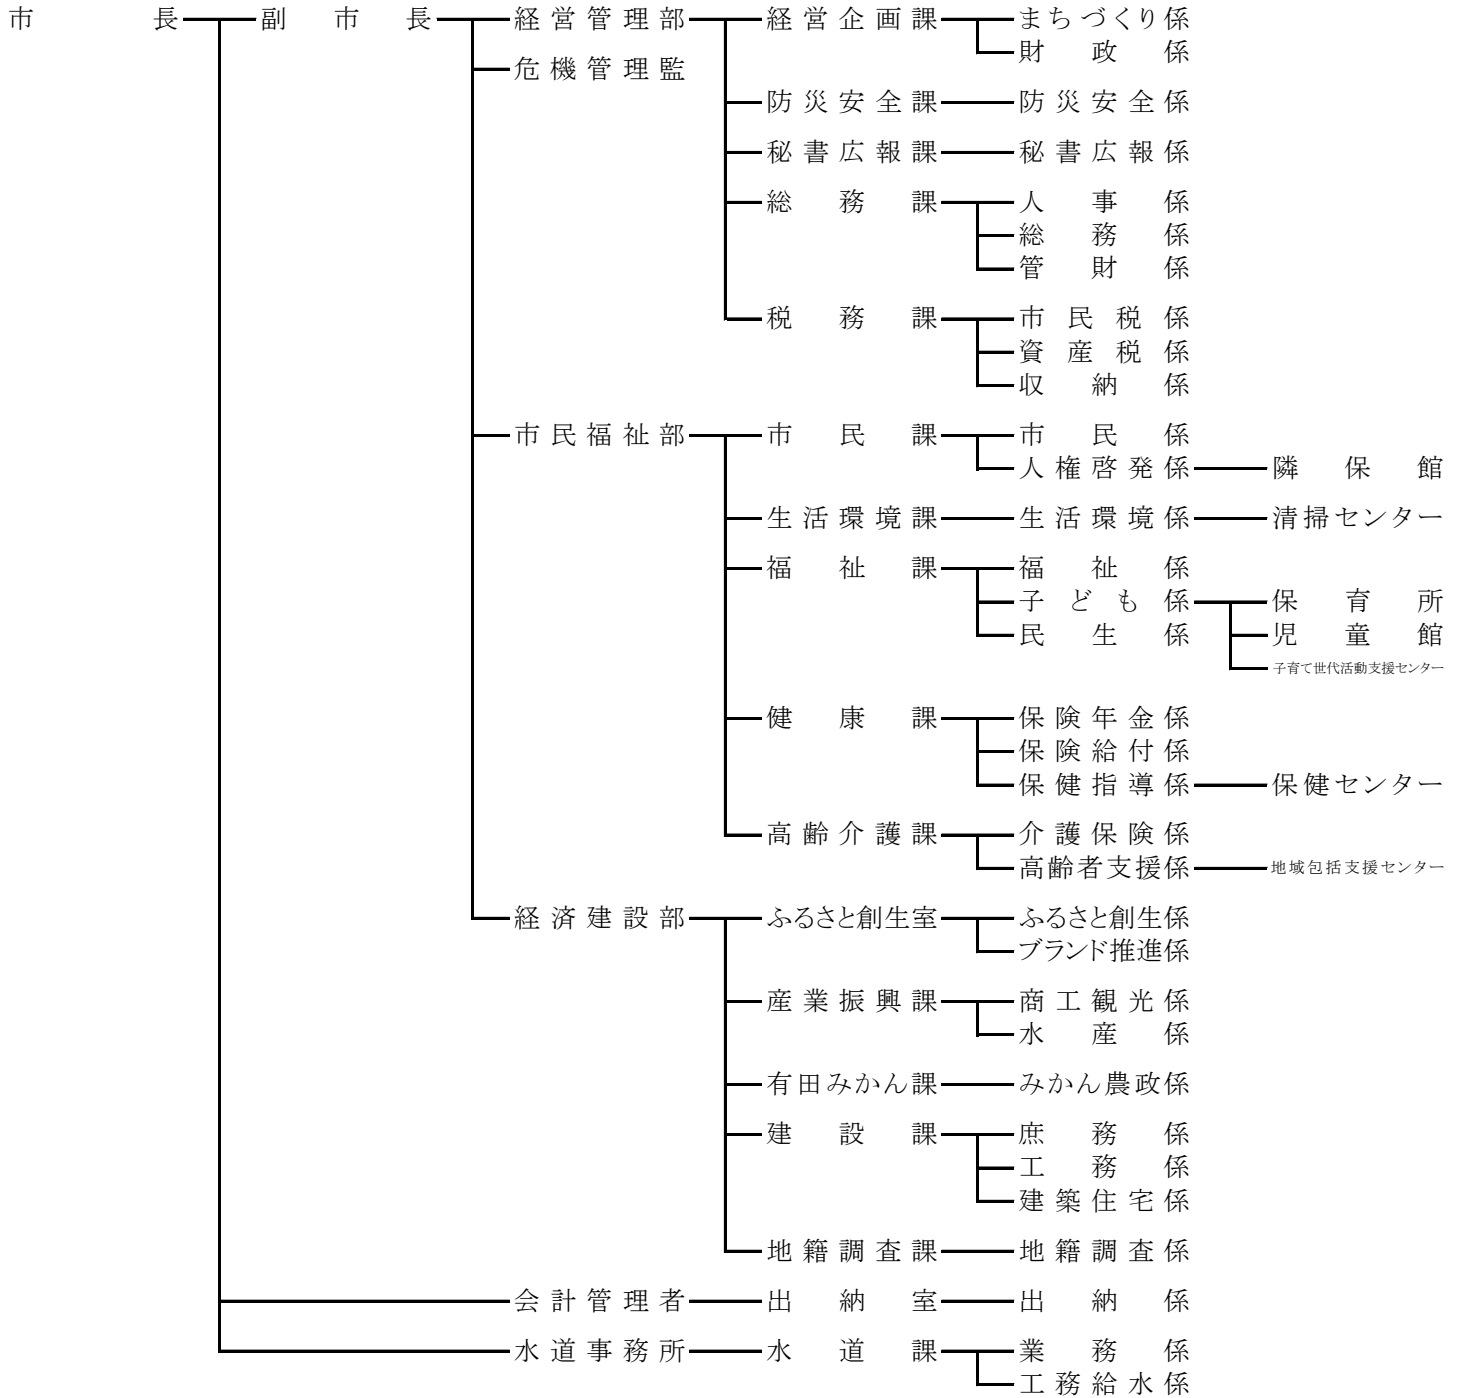 市長 副市長 経営管理部 経営企画課 まちづくり係
財政係
危機管理監
防災安全課 防災安全係
秘書広報課 秘書広報係
総務課 人事係
総務係
管財係
税務課 市民税係
資産税係
収納係
市民福祉部 市民課 市民係
人権啓発係 隣保館
生活環境課 生活環境係 清掃センター
福祉課 福祉係
子ども係 保育所
民生係 児童館
子育て世代活動支援センター
健康課 保険年金係
保険給付係
保健指導係 保健センター
高齢介護課 介護保険係
高齢者支援係 地域包括支援センター
経済建設部 ふるさと創生室 ふるさと創生係
ブランド推進係
産業振興課 商工観光係
水産係
有田みかん課 みかん農政係
建設課 庶務係
工務係
建築住宅係
地籍調査課 地籍調査係
会計管理者 出納室 出納係
水道事務所 水道課 業務係
工務給水係